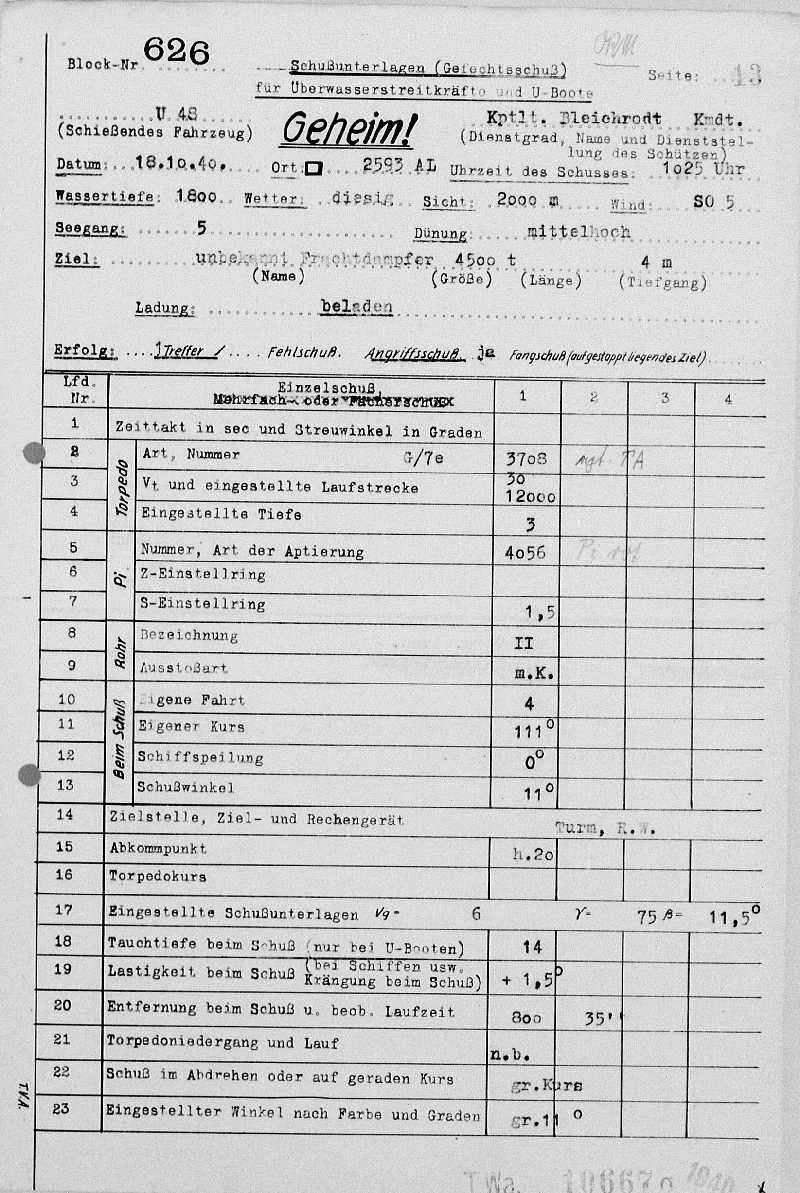 626
Block-Nr.
Schußunterlagen (Gefechtsschuß)
Seite: 13
für Überwasserstreitkräfte und U-Boote
U 48
Geheim!
Kptlt. Bleichrodt Kmdt.
(Schießendes Fahrzeug)
(Dienstgrad, Name und Dienststel-
lung des Schützen)
Datum: 18.10.40. Ort: 2593 AL Uhrzeit des Schusses: 1025 Uhr
Wassertiefe: 1800 Wetter: diesig Sicht: 2000 m Wind: SO 5
Seegang: 5 Dünung: mittelhoch
Ziel: unbekannt Frachtdampfer 4500 t 4 m
(Name) (Größe) (Länge) (Tiefgang)
Ladung: beladen
Erfolg: 1 Treffer / Fehlschuß. Angriffsschuß. ja Fangschuß (auf gestoppt liegendes Ziel)
Lfd. Nr. Einzelschuß, 1 2 3 4
Mehrfach- oder Fächerschuß
1 Zeittakt in sec und Streuwinkel in Graden
Torpedo
2 Art, Nummer G/7e 3708
3 Vt und eingestellte Laufstrecke 30 12000
4 Eingestellte Tiefe 3
Pi
5 Nummer, Art der Aptierung 4056
6 Z-Einstellring
7 S-Einstellring 1,5
Rohr
8 Bezeichnung II
9 Ausstoßart m.K.
Beim Schuß
10 Eigene Fahrt 4
11 Eigener Kurs 111°
12 Schiffspeilung 0°
13 Schußwinkel 11°
14 Zielstelle, Ziel- und Rechengerät Turm, R.W.
15 Abkommpunkt h.20
16 Torpedokurs
17 Eingestellte Schußunterlagen Vg= 6 γ= 75 β= 11,5°
18 Tauchtiefe beim Schuß (nur bei U-Booten) 14
19 Lastigkeit beim Schuß (bei Schiffen usw. Krängung beim Schuß) + 1,5°
20 Entfernung beim Schuß u. beob. Laufzeit 800 35''
21 Torpedoniedergang und Lauf n.b.
22 Schuß im Abdrehen oder auf geraden Kurs gr.Kurs
23 Eingestellter Winkel nach Farbe und Graden gr.11 °
TVA.
TWa. 10667